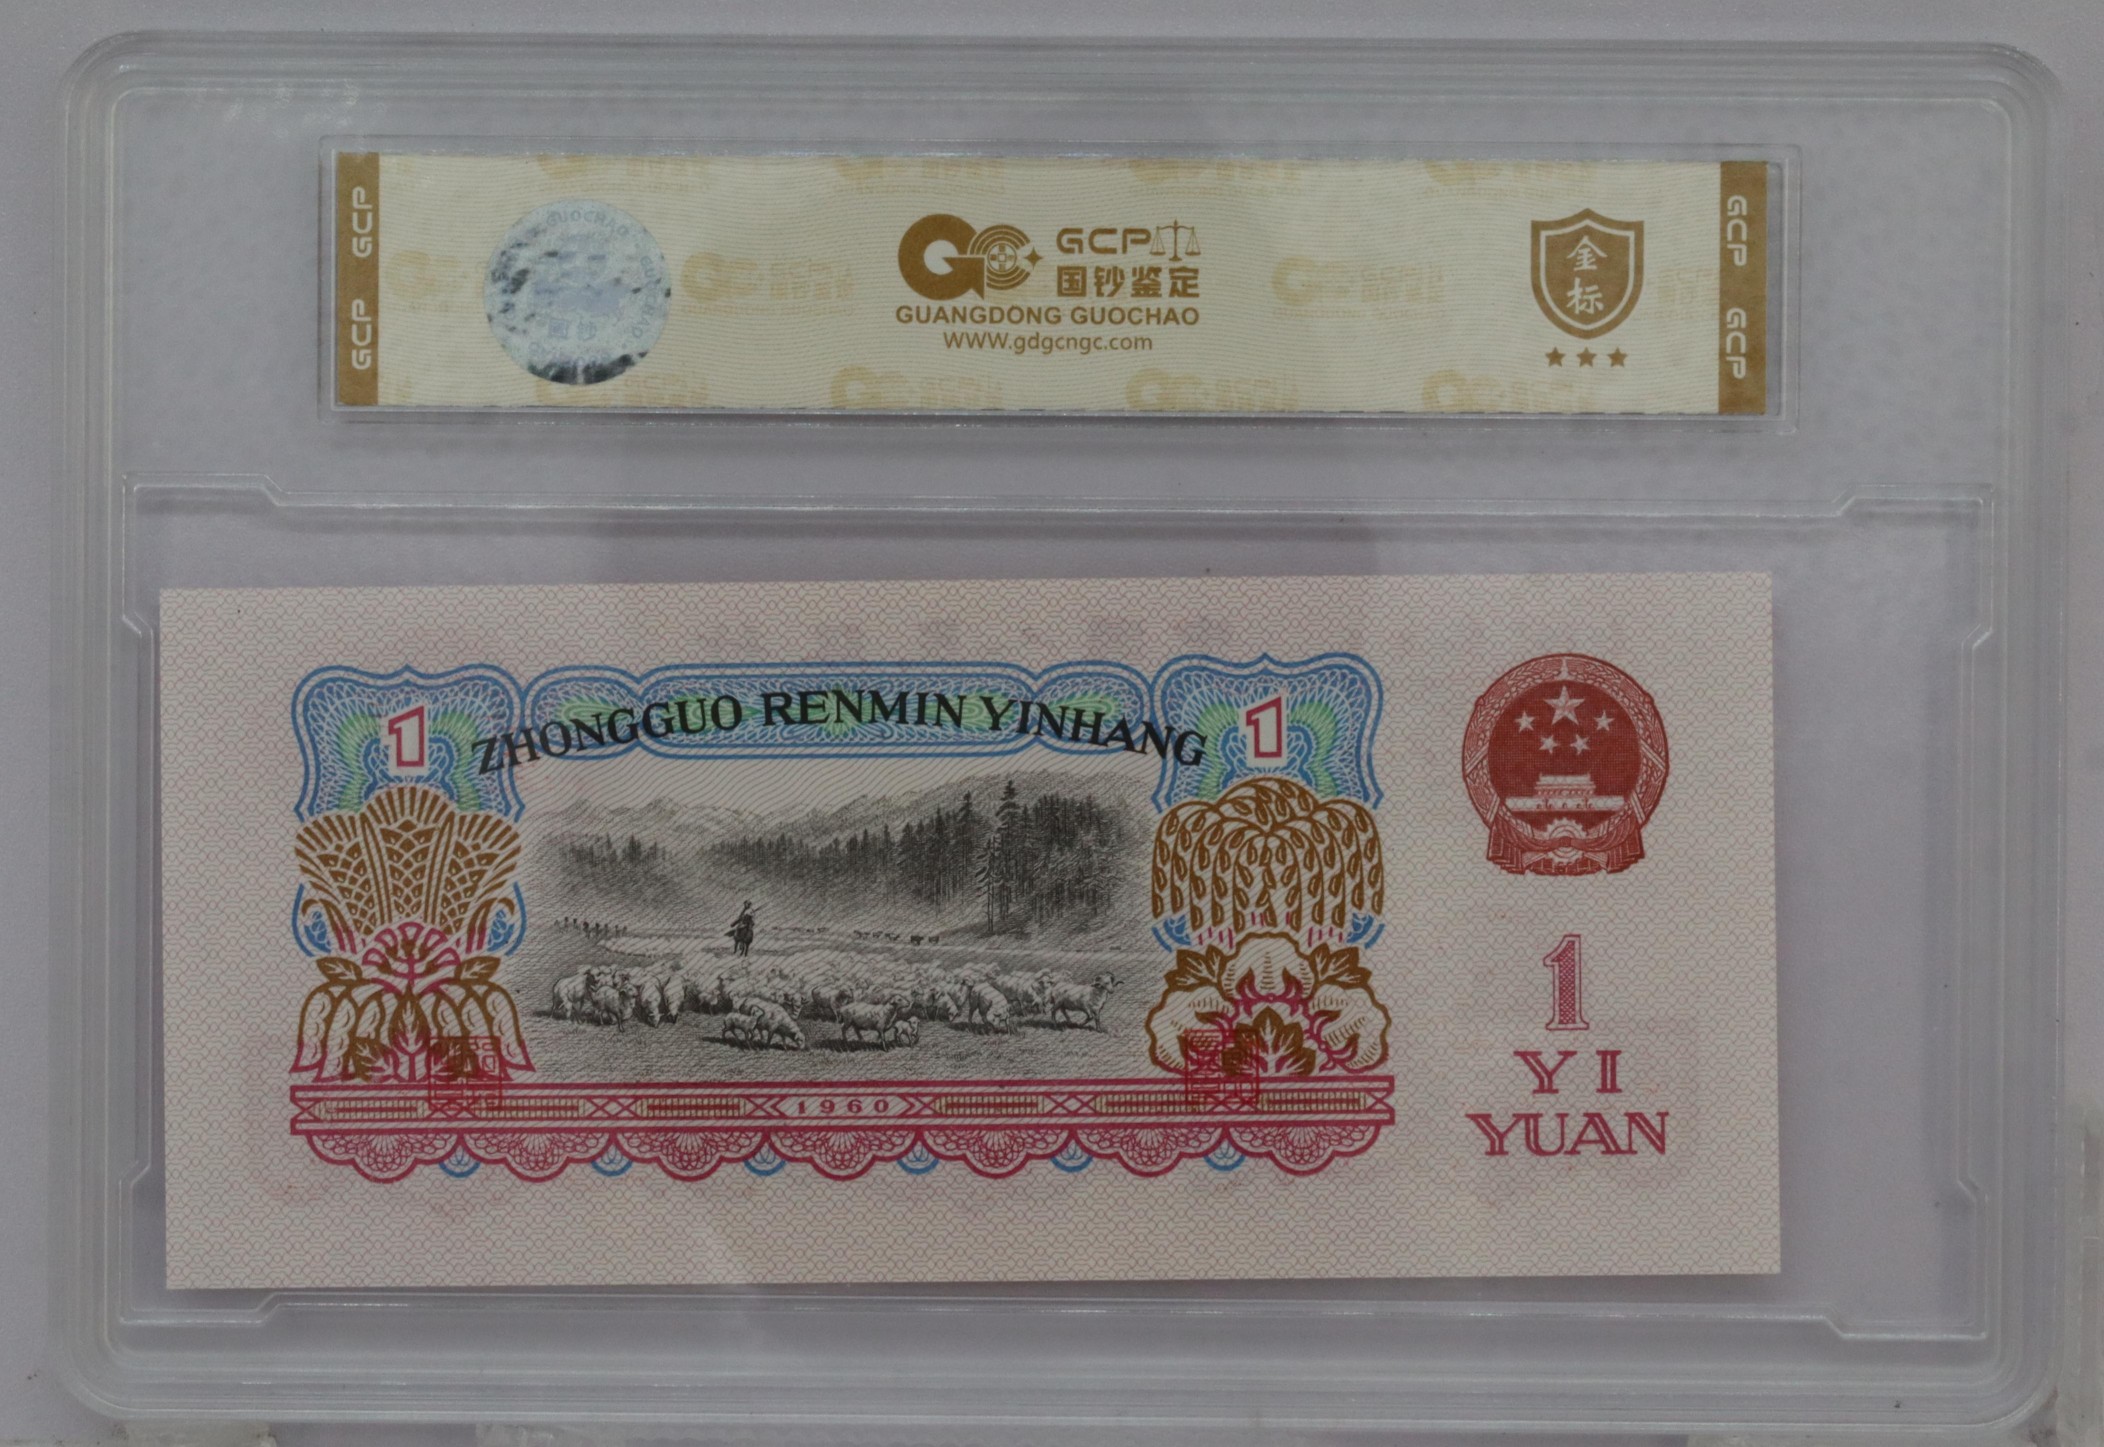 GCP GCP
GUOCHAO
GCP
国钞鉴定
GUANGDONG GUOCHAO
www.gdgcngc.com
金
标
GCP GCP
1
ZHONGGUO RENMIN YINHANG
1
1960
1
YI
YUAN